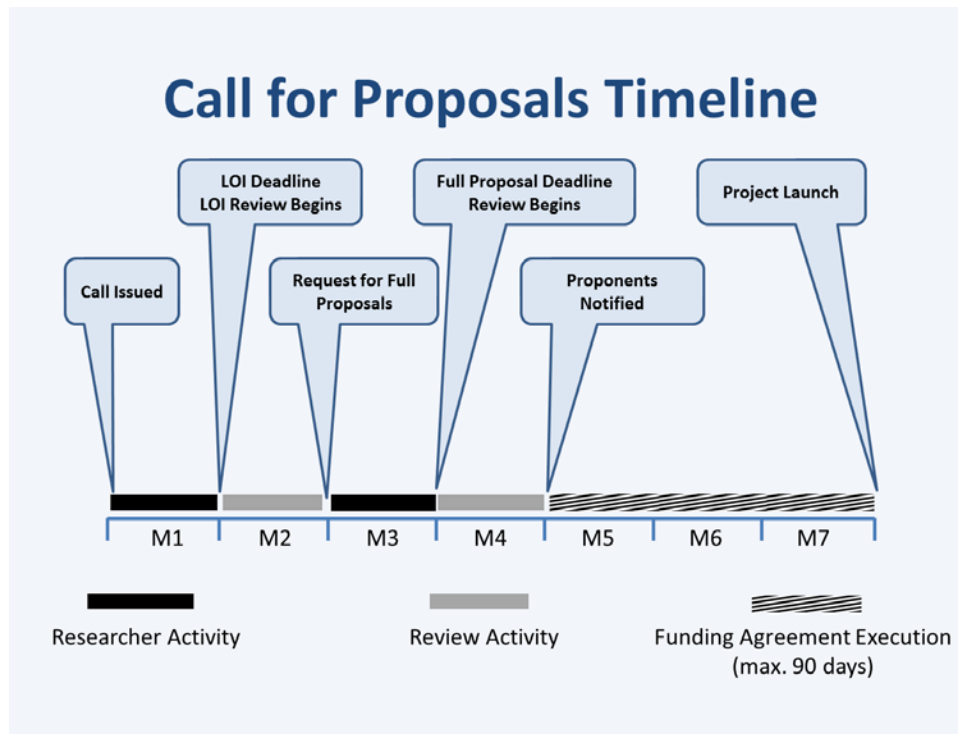 Call for Proposals Timeline
LOI Deadline
LOI Review Begins
Full Proposal Deadline
Review Begins
Project Launch
Call Issued
Request for Full
Proposals
Proponents
Notified
M1
M2
M3
M4
M5
M6
M7
Researcher Activity
Review Activity
Funding Agreement Execution
(max. 90 days)